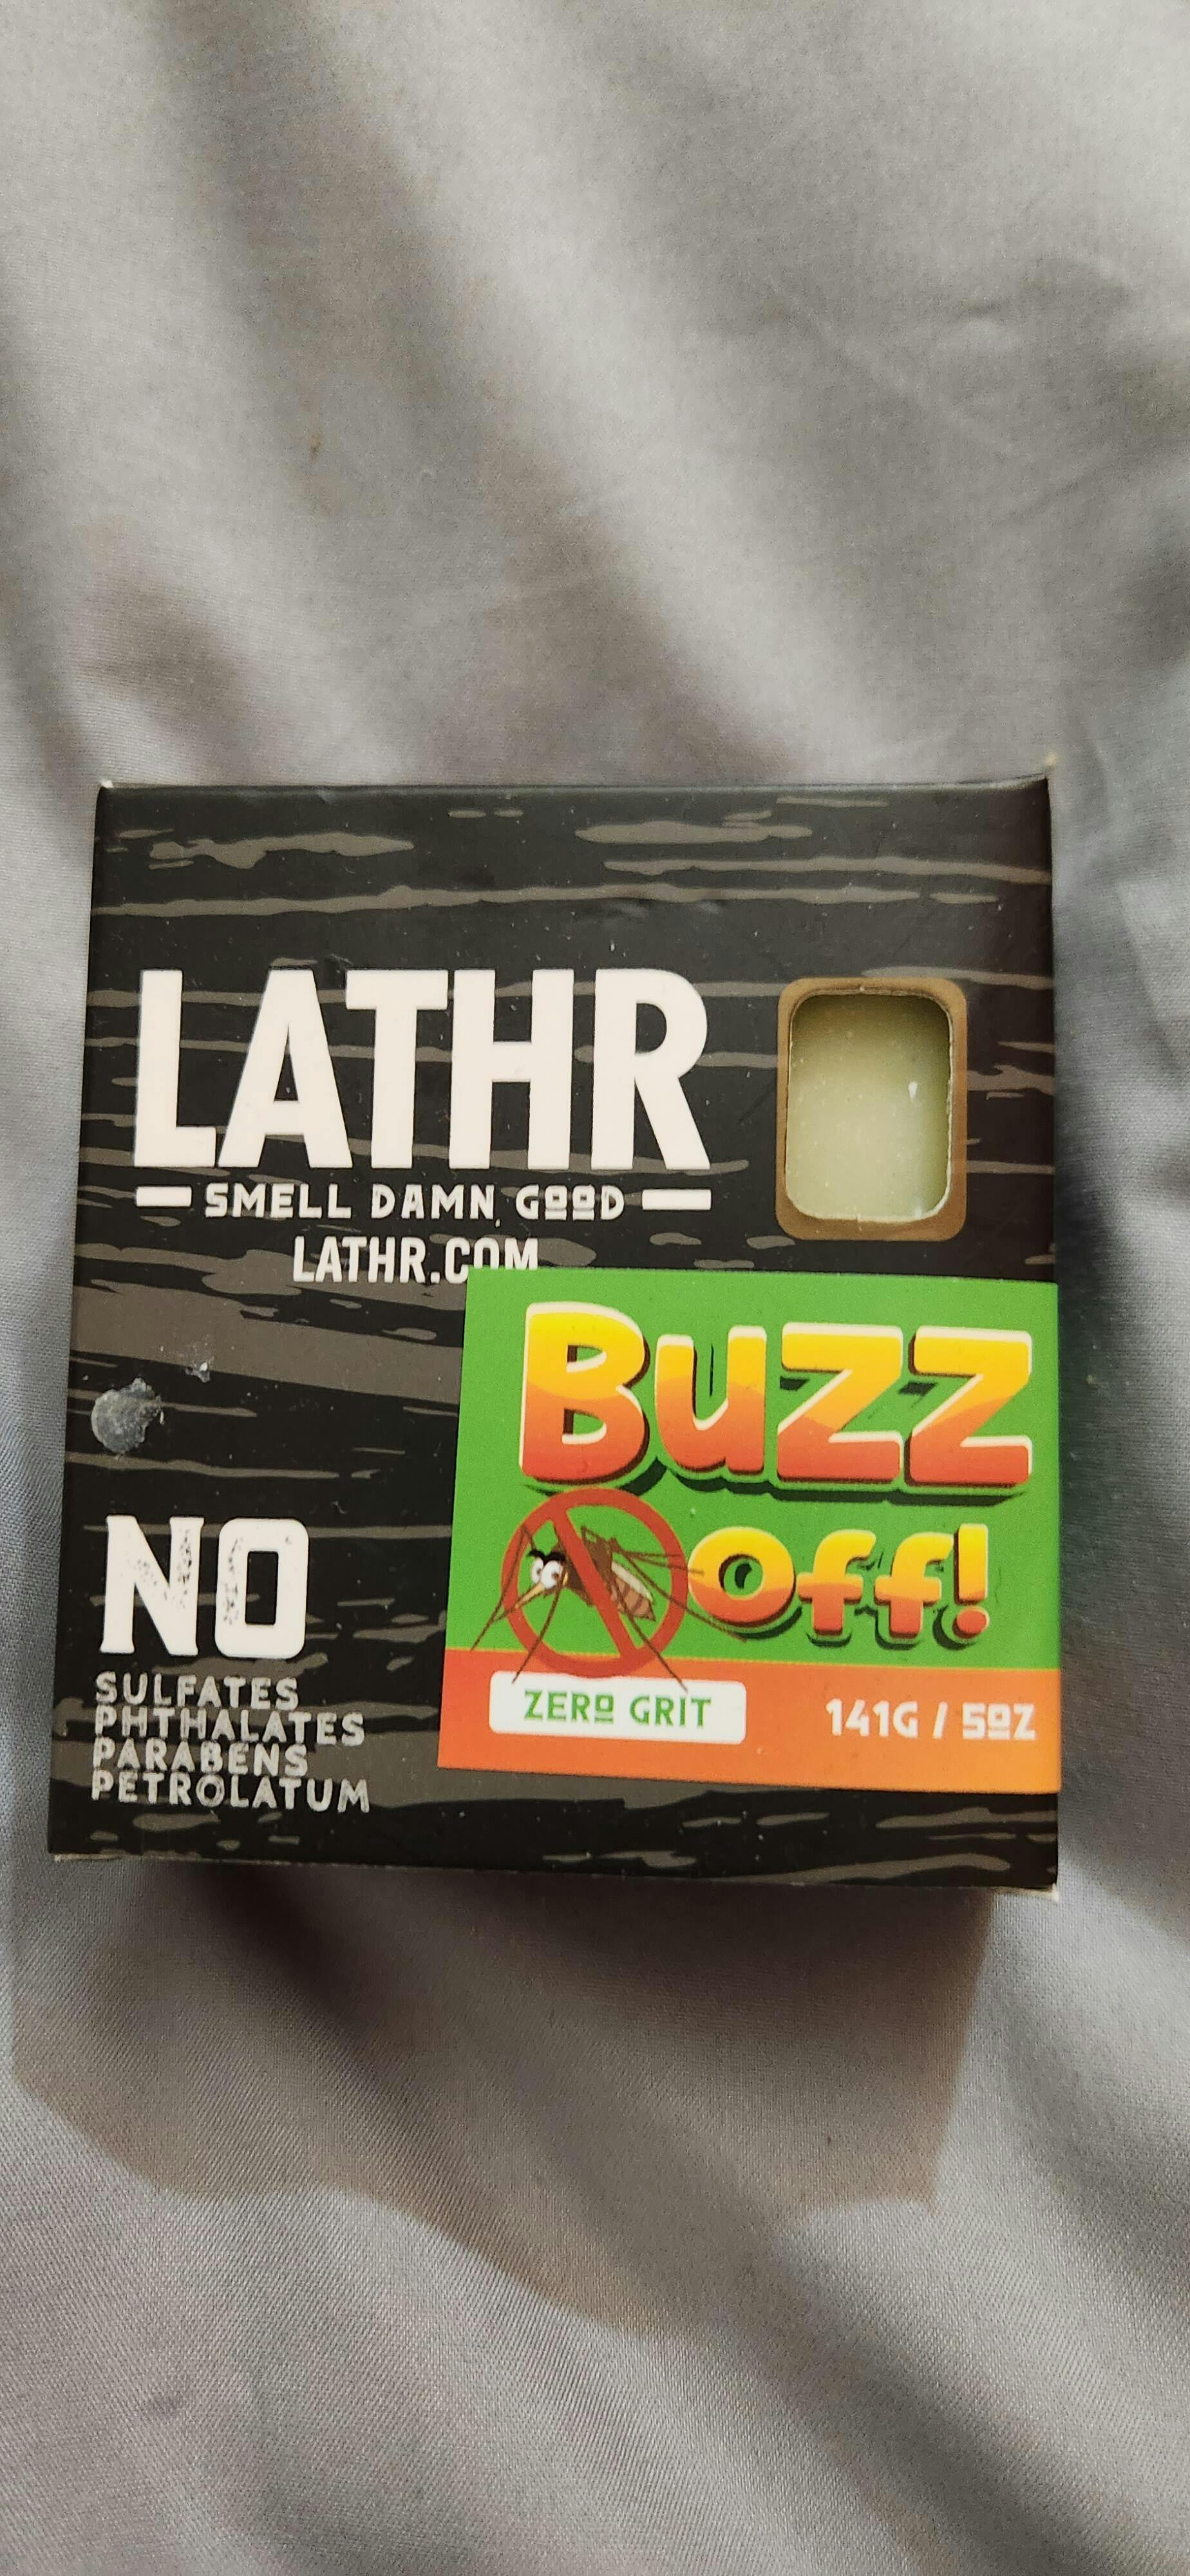 LATHR
SMELL DAMN GOOD
LATHR.COM
BUZZ
Off!
ZERO GRIT
141G / 5OZ
NO
SULFATES
PHTHALATES
PARABENS
PETROLATUM